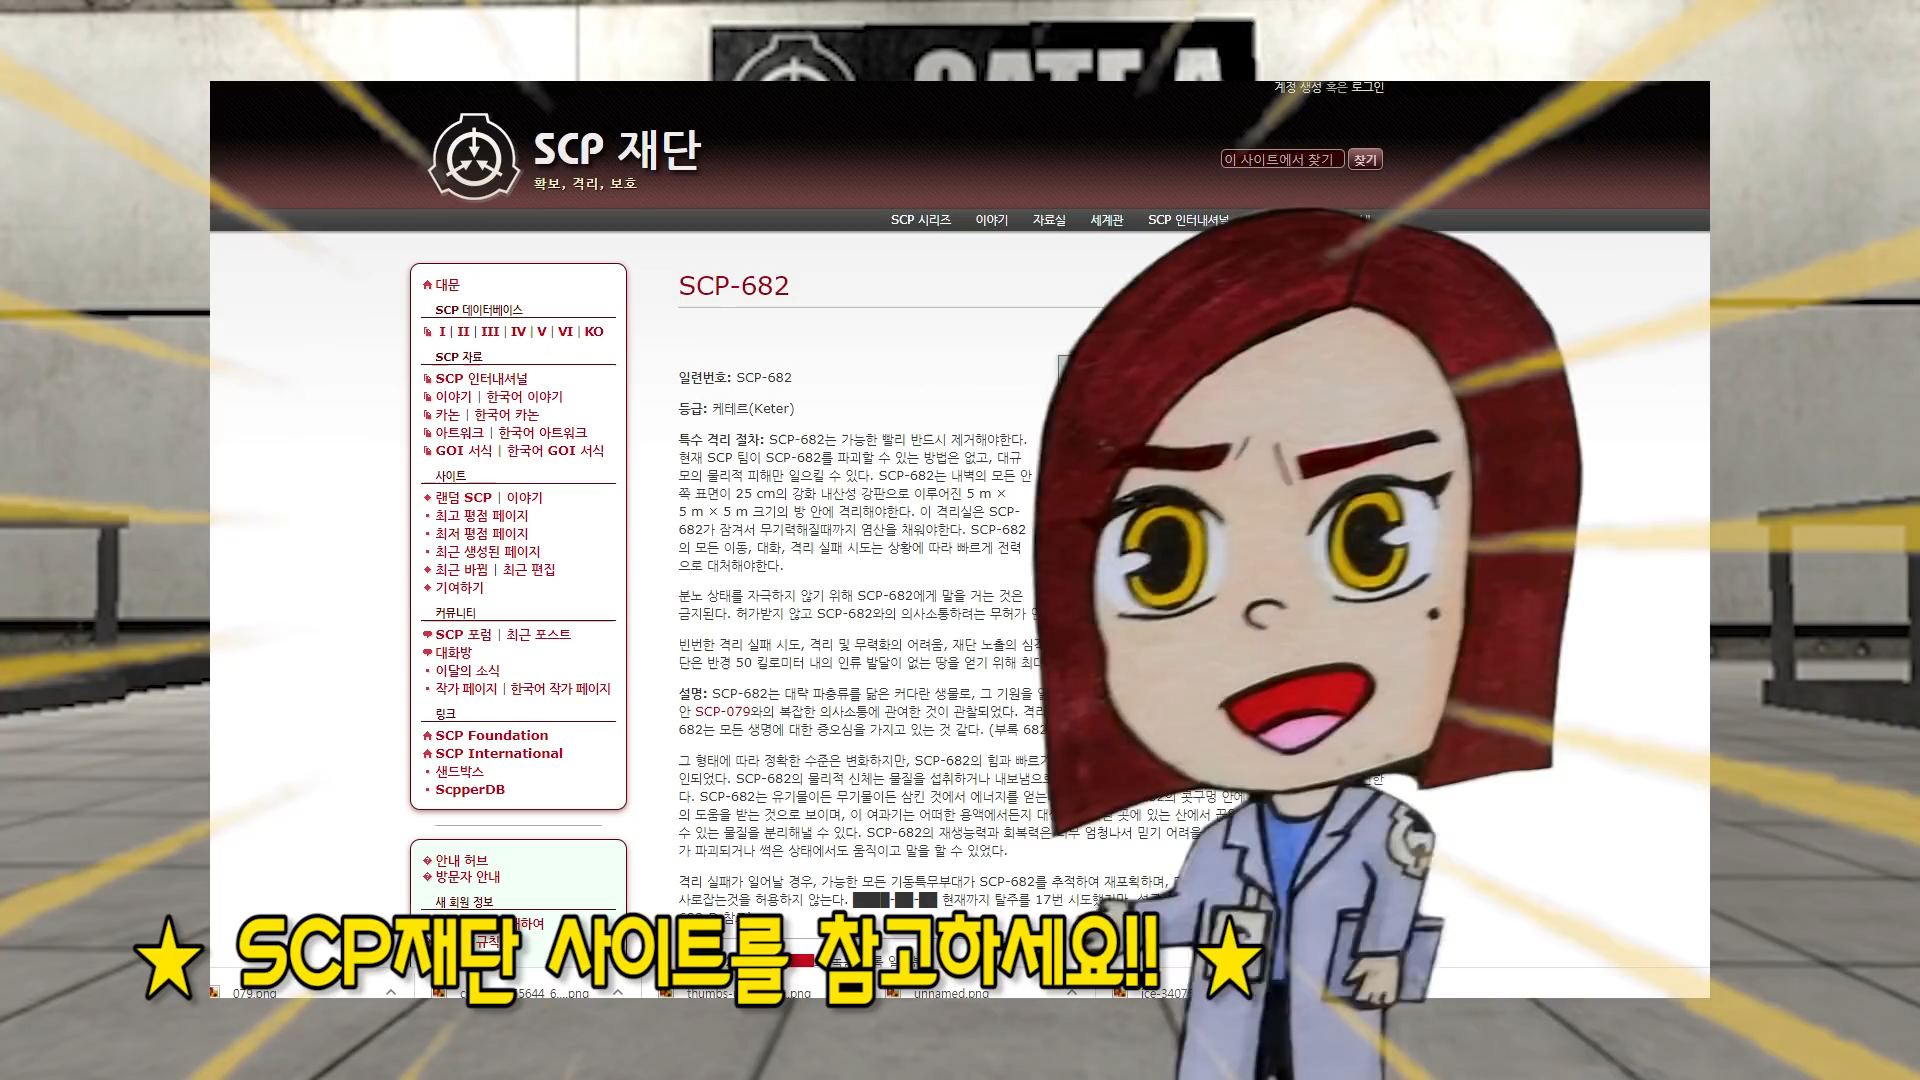 GATE A
계정 생성 혹은 로그인
SCP 재단
확보, 격리, 보호
이 사이트에서 찾기 찾기
SCP 시리즈 이야기 자료실 세계관 SCP 인터내셔널
대문
SCP 데이터베이스
I | II | III | IV | V | VI | KO
SCP 자료
SCP 인터내셔널
이야기 | 한국어 이야기
카논 | 한국어 카논
아트워크 | 한국어 아트워크
GOI 서식 | 한국어 GOI 서식
사이트
랜덤 SCP | 이야기
최고 평점 페이지
최저 평점 페이지
최근 생성된 페이지
최근 바뀜 | 최근 편집
기여하기
커뮤니티
SCP 포럼 | 최근 포스트
대화방
이달의 소식
작가 페이지 | 한국어 작가 페이지
링크
SCP Foundation
SCP International
샌드박스
ScpperDB
안내 허브
방문자 안내
새 회원 정보
규칙
SCP-682
일련번호: SCP-682
등급: 케테르(Keter)
특수 격리 절차: SCP-682는 가능한 빨리 반드시 제거해야한다.
현재 SCP 팀이 SCP-682를 파괴할 수 있는 방법은 없고, 대규
모의 물리적 피해만 일으킬 수 있다. SCP-682는 내벽의 모든 안
쪽 표면이 25 cm의 강화 내산성 강판으로 이루어진 5 m ×
5 m × 5 m 크기의 방 안에 격리해야한다. 이 격리실은 SCP-
682가 잠겨서 무기력해질때까지 염산을 채워야한다. SCP-682
의 모든 이동, 대화, 격리 실패 시도는 상황에 따라 빠르게 전력
으로 대처해야한다.
분노 상태를 자극하지 않기 위해 SCP-682에게 말을 거는 것은
금지된다. 허가받지 않고 SCP-682와의 의사소통하려는 무허가
빈번한 격리 실패 시도, 격리 및 무력화의 어려움, 재단 노출의
단은 반경 50 킬로미터 내의 인류 발달이 없는 땅을 얻기 위해
설명: SCP-682는 대략 파충류를 닮은 커다란 생물로, 그 기원을
안 SCP-079와의 복잡한 의사소통에 관여한 것이 관찰되었다.
682는 모든 생명에 대한 증오심을 가지고 있는 것 같다. (부록 682
그 형태에 따라 정확한 수준은 변화하지만, SCP-682의 힘과
인되었다. SCP-682의 물리적 신체는 물질을 섭취하거나 내보냄으로
다. SCP-682는 유기물이든 무기물이든 삼킨 것에서 에너지를 콧구멍 안에
의 도움을 받는 것으로 보이며, 이 여과기는 어떠한 용액에서든지 곳에 있는 산에서
수 있는 물질을 분리해낼 수 있다. SCP-682의 재생능력과 회복력은 너무 엄청나서 믿기 어려울
가 파괴되거나 썩은 상태에서도 움직이고 말을 할 수 있었다.
격리 실패가 일어날 경우, 가능한 모든 기동특무부대가 SCP-682를 추적하여 재포획하며,
사로잡는것을 허용하지 않는다. ████-██-██ 현재까지 탈주를 17번 시도했지만,
★ SCP재단 사이트를 참고하세요!! ★
079.png unnamed.png